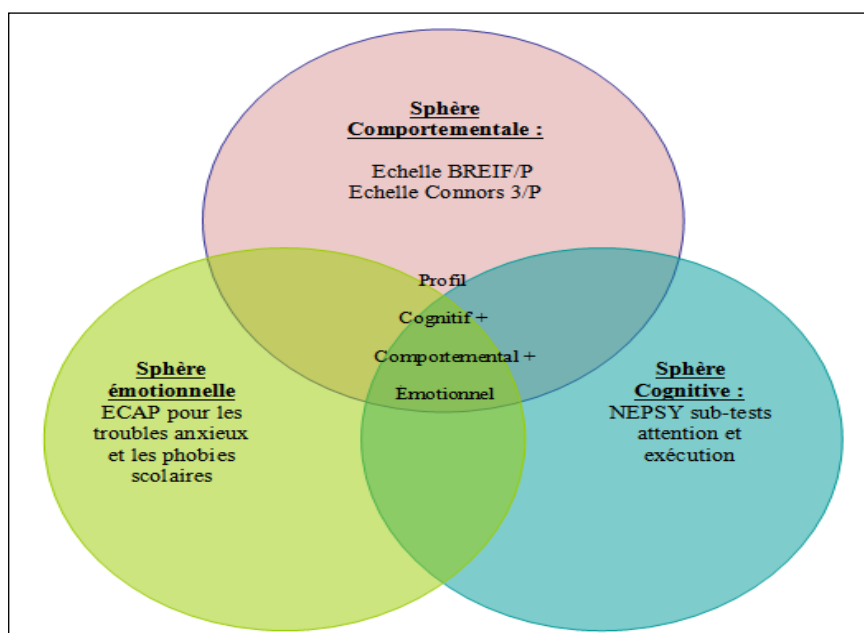 Sphère
Comportementale :
Echelle BREIF/P
Echelle Connors 3/P
Profil
Cognitif +
Comportemental +
Émotionnel
Sphère
émotionnelle
ECAP pour les
troubles anxieux
et les phobies
scolaires
Sphère
Cognitive :
NEPSY sub-tests
attention et
exécution